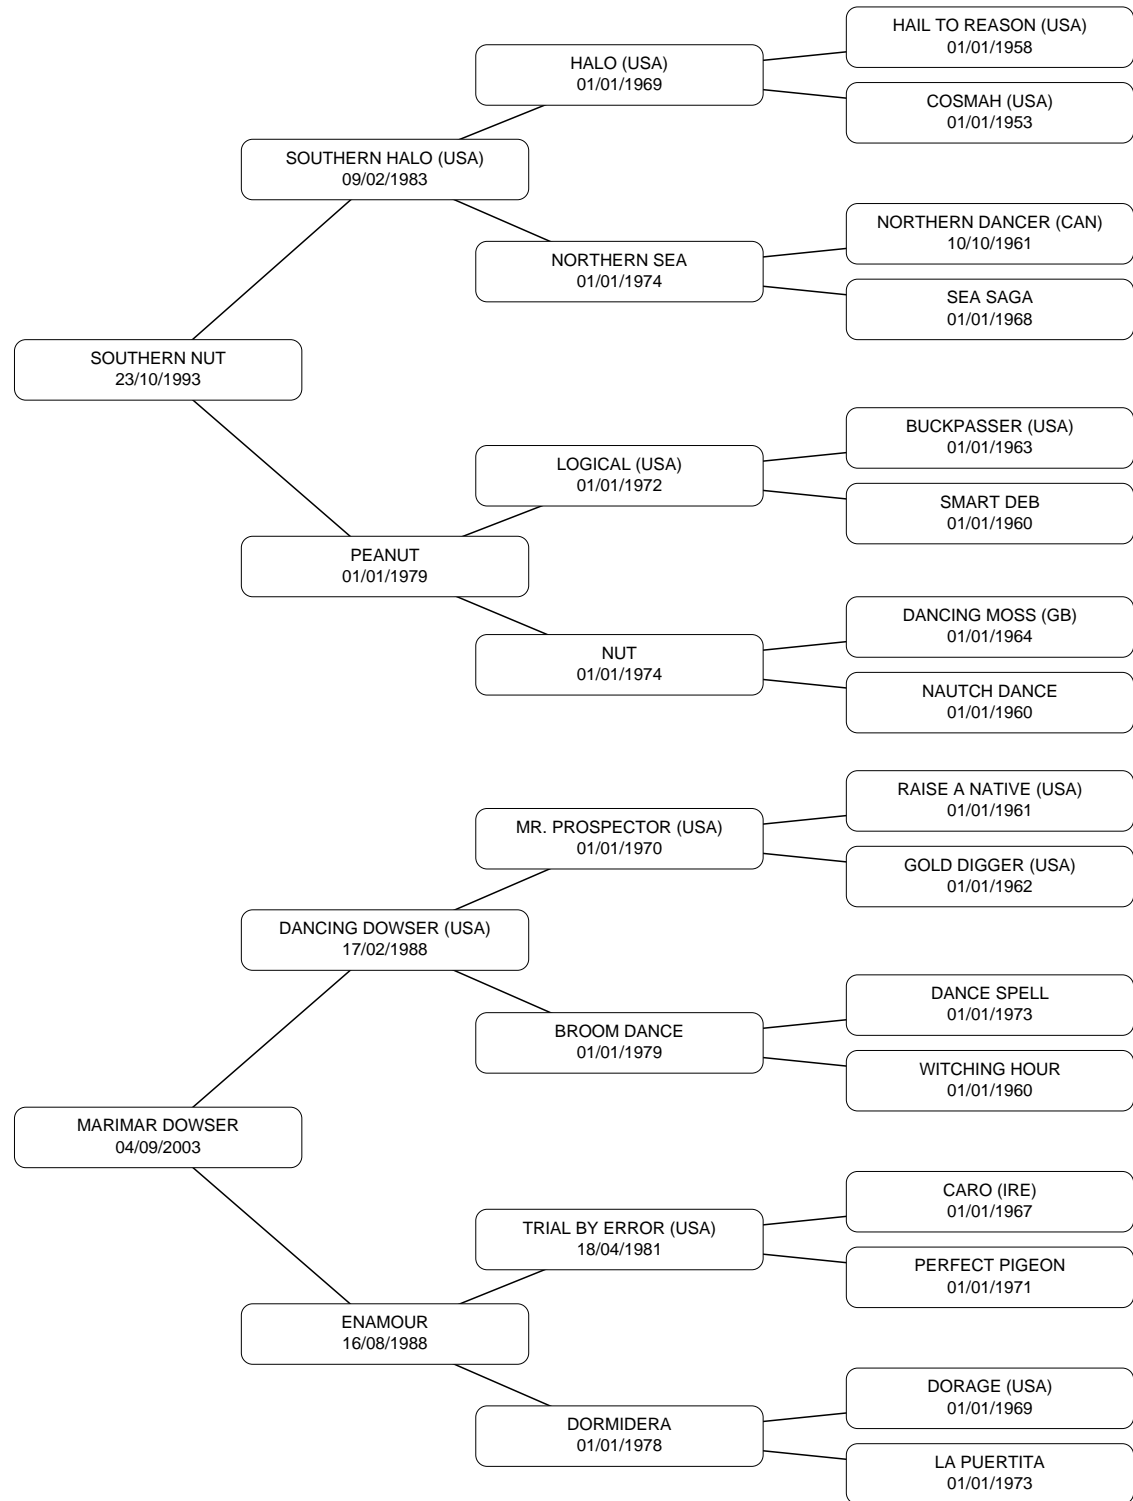 HAIL TO REASON (USA)
01/01/1958
HALO (USA)
01/01/1969
COSMAH (USA)
01/01/1953
SOUTHERN HALO (USA)
09/02/1983
NORTHERN DANCER (CAN)
10/10/1961
NORTHERN SEA
01/01/1974
SEA SAGA
01/01/1968
SOUTHERN NUT
23/10/1993
BUCKPASSER (USA)
01/01/1963
LOGICAL (USA)
01/01/1972
SMART DEB
01/01/1960
PEANUT
01/01/1979
DANCING MOSS (GB)
01/01/1964
NUT
01/01/1974
NAUTCH DANCE
01/01/1960
RAISE A NATIVE (USA)
01/01/1961
MR. PROSPECTOR (USA)
01/01/1970
GOLD DIGGER (USA)
01/01/1962
DANCING DOWSER (USA)
17/02/1988
DANCE SPELL
01/01/1973
BROOM DANCE
01/01/1979
WITCHING HOUR
01/01/1960
MARIMAR DOWSER
04/09/2003
CARO (IRE)
01/01/1967
TRIAL BY ERROR (USA)
18/04/1981
PERFECT PIGEON
01/01/1971
ENAMOUR
16/08/1988
DORAGE (USA)
01/01/1969
DORMIDERA
01/01/1978
LA PUERTITA
01/01/1973